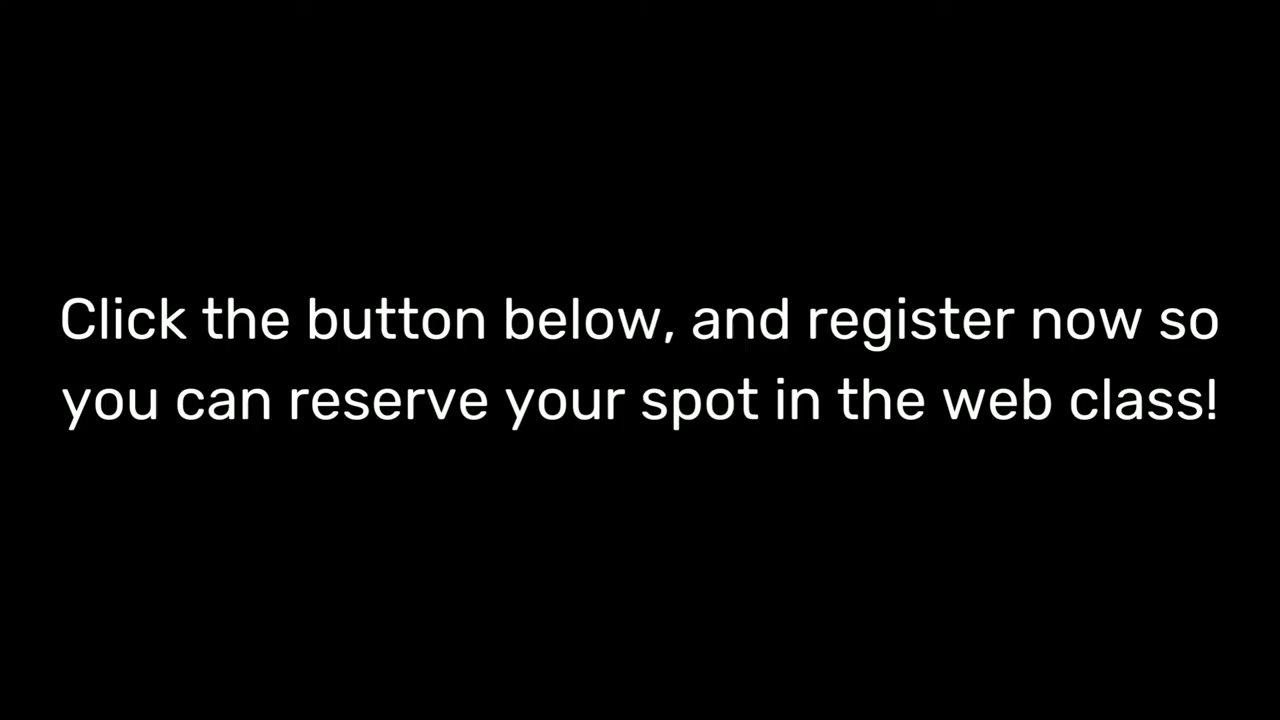 Click the button below, and register now so
you can reserve your spot in the web class!